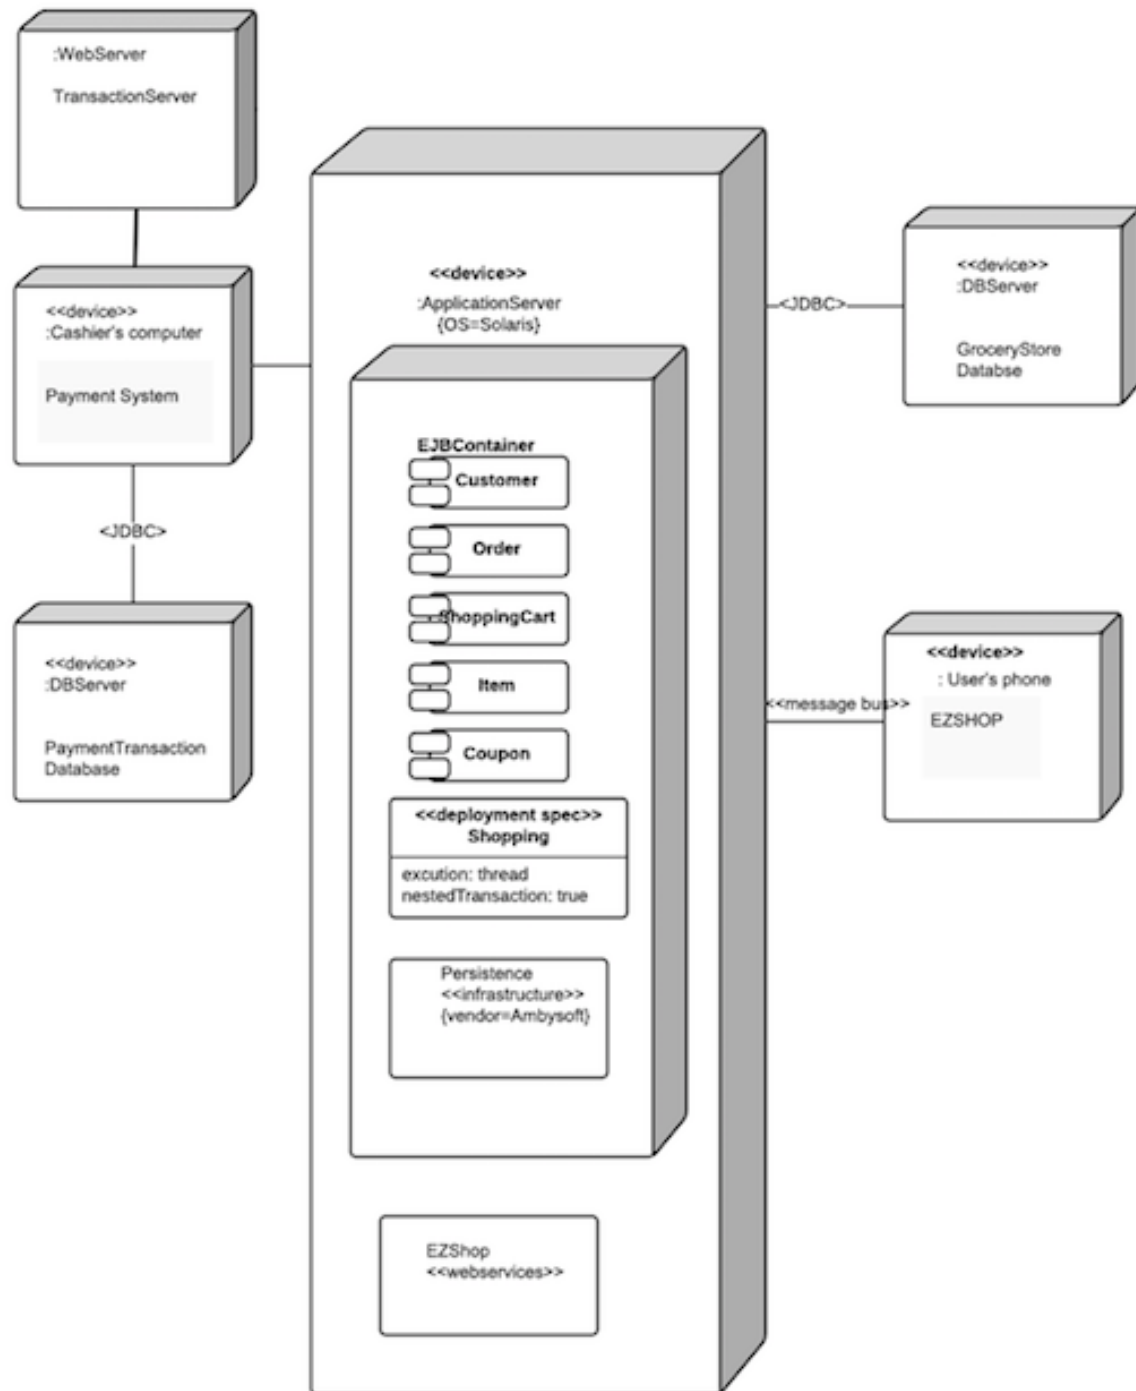 :WebServer
TransactionServer
<<device>>
:Cashier's computer
Payment System
<JDBC>
<<device>>
:DBServer
PaymentTransaction
Database
<<device>>
:ApplicationServer
{OS=Solaris}
EJBContainer
Customer
Order
ShoppingCart
Item
Coupon
<<deployment spec>>
Shopping
excution: thread
nestedTransaction: true
Persistence
<<infrastructure>>
{vendor=Ambysoft}
EZShop
<<webservices>>
<JDBC>
<<device>>
:DBServer
GroceryStore
Databse
<<message bus>>
<<device>>
: User's phone
EZSHOP